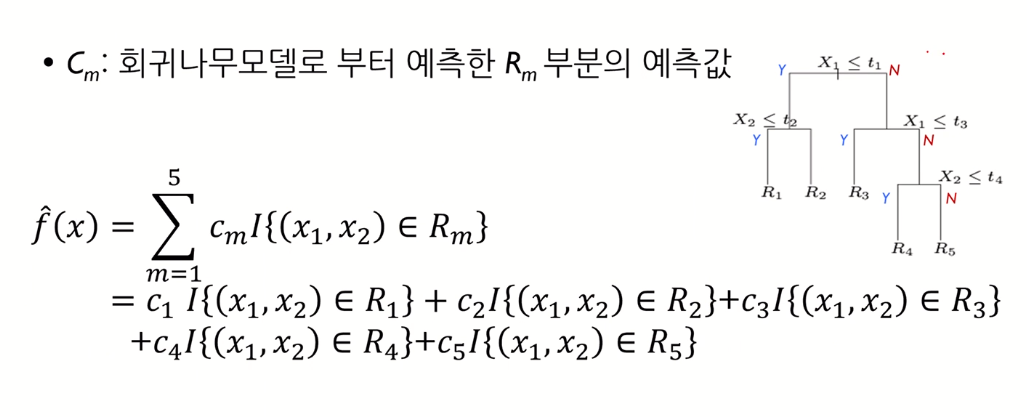 • Cₘ: 회귀나무모델로 부터 예측한 Rₘ 부분의 예측값
Y X₁ ≤ t₁ N
X₂ ≤ t₂ X₁ ≤ t₃
Y Y N
X₂ ≤ t₄
R₁ R₂ R₃ Y N
R₄ R₅
5
f̂(x) = ∑ cₘI{(x₁, x₂) ∈ Rₘ}
m=1
= c₁ I{(x₁, x₂) ∈ R₁} + c₂I{(x₁, x₂) ∈ R₂}+c₃I{(x₁, x₂) ∈ R₃}
+c₄I{(x₁, x₂) ∈ R₄}+c₅I{(x₁, x₂) ∈ R₅}